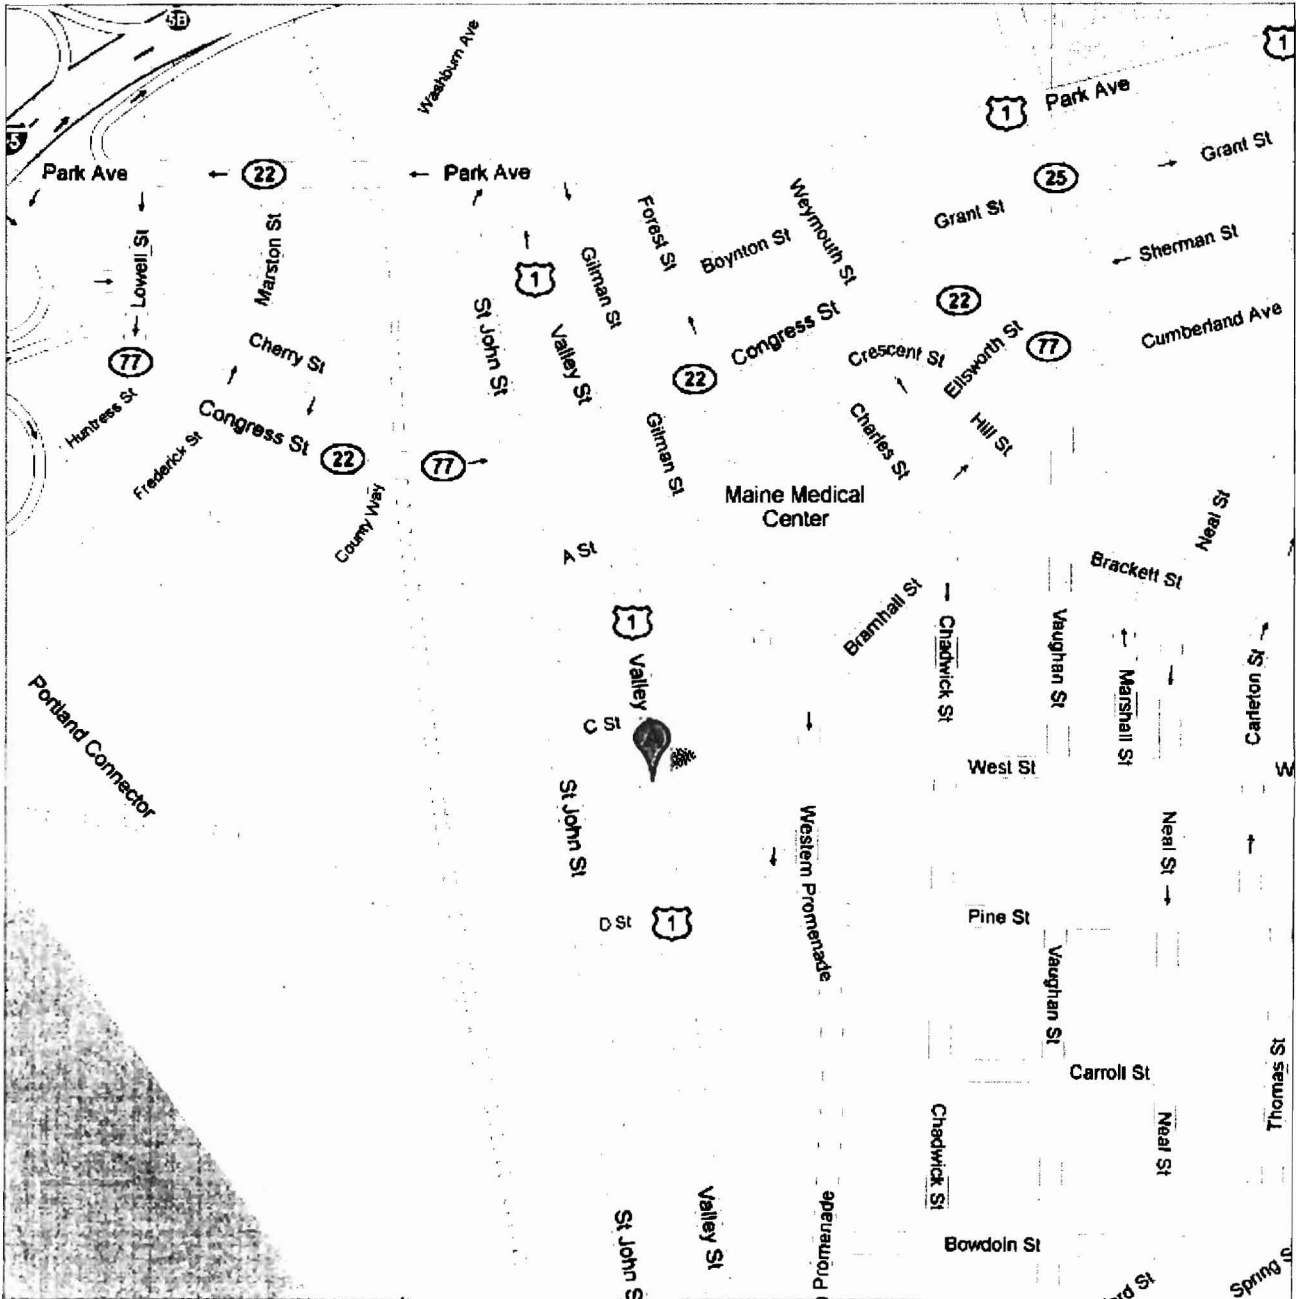 5B
Washburn Ave
1
1
Park Ave
5
Park Ave
22
Park Ave
25
Grant St
Forest St
Weymouth St
Grant St
Lowell St
Marston St
1
Gilman St
Boynton St
Sherman St
St John St
Valley St
22
Congress St
Crescent St
Ellsworth St
77
Cumberland Ave
77
Cherry St
22
Huntress St
Congress St
Frederick St
22
77
Gilman St
Charles St
Hill St
County Way
Maine Medical
Center
Neal St
A St
Brackett St
1
Bramhall St
Chadwick St
Vaughan St
Marshall St
Carleton St
Portland Connector
Valley
C St
A
West St
W
St John St
Western Promenade
Neal St
D St
1
Pine St
Vaughan St
Carroll St
Thomas St
Chadwick St
Neal St
St John S
Valley St
Promenade
Bowdoin St
ord St
Spring S